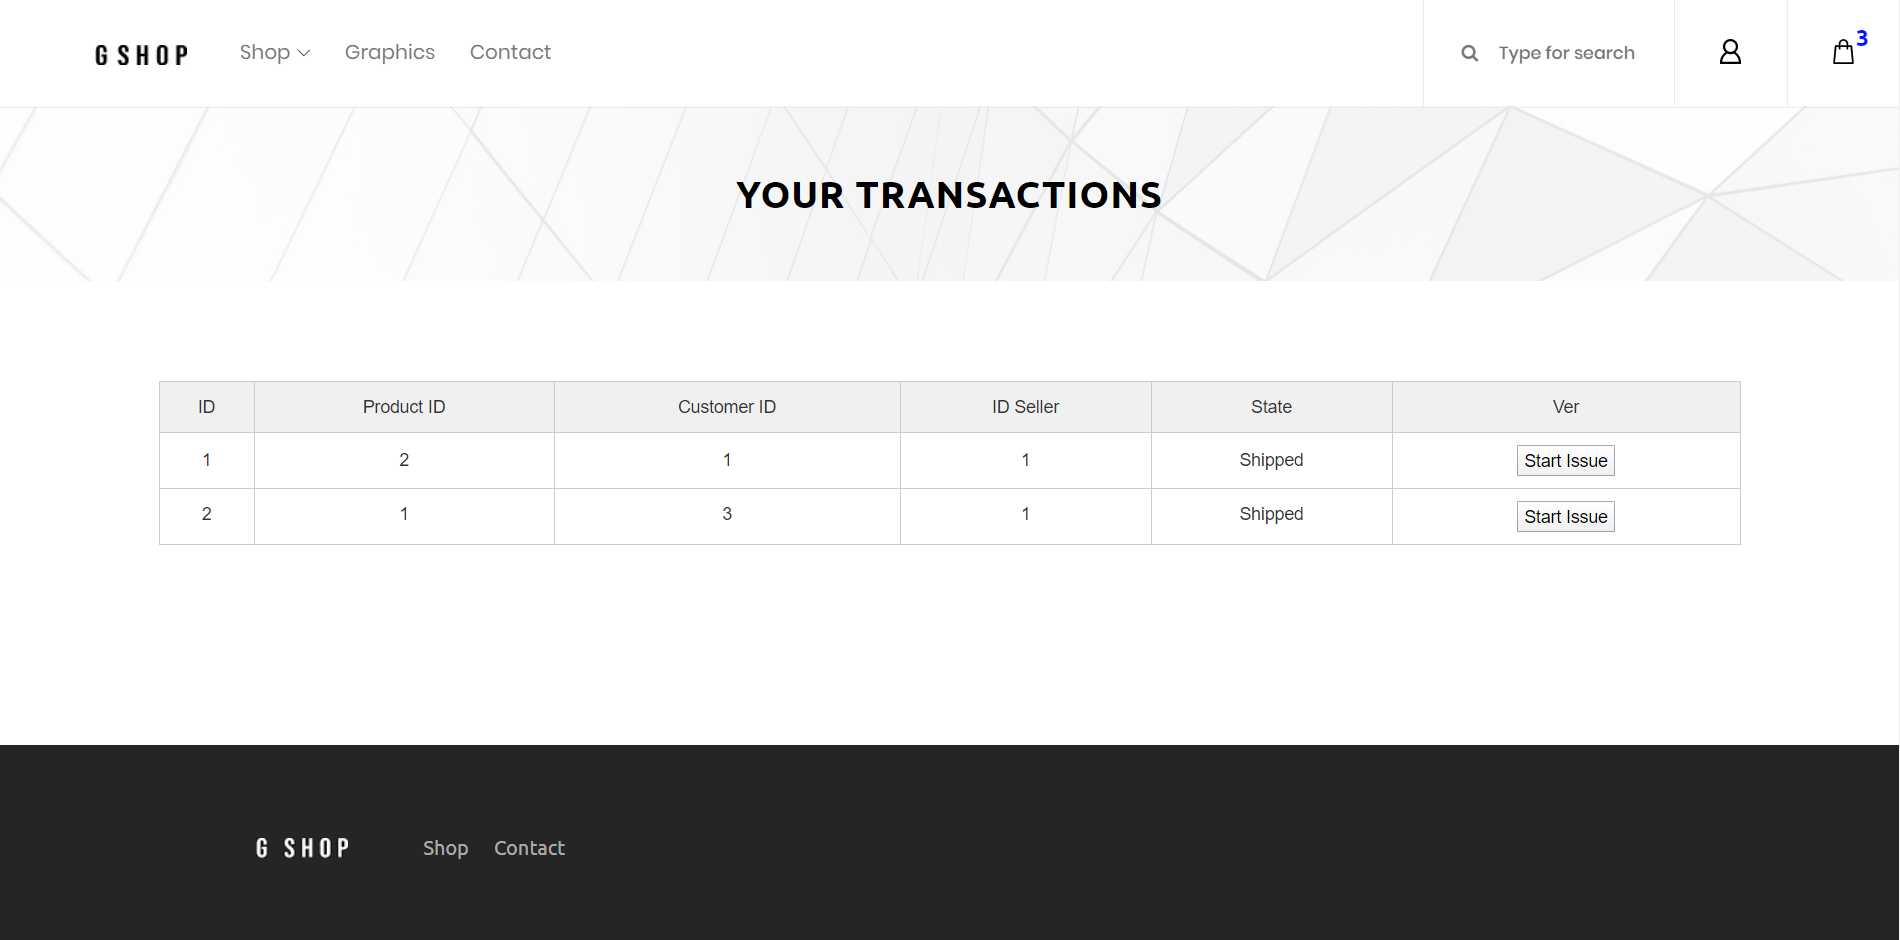 G SHOP Shop Graphics Contact Type for search 3
YOUR TRANSACTIONS
ID Product ID Customer ID ID Seller State Ver
1 2 1 1 Shipped Start Issue
2 1 3 1 Shipped Start Issue
G SHOP Shop Contact